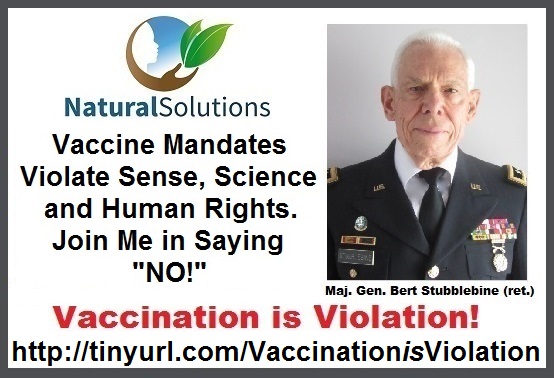 NaturalSolutions
Vaccine Mandates
Violate Sense, Science
and Human Rights.
Join Me in Saying
"NO!"
Maj. Gen. Bert Stubblebine (ret.)
Vaccination is Violation!
http://tinyurl.com/VaccinationisViolation